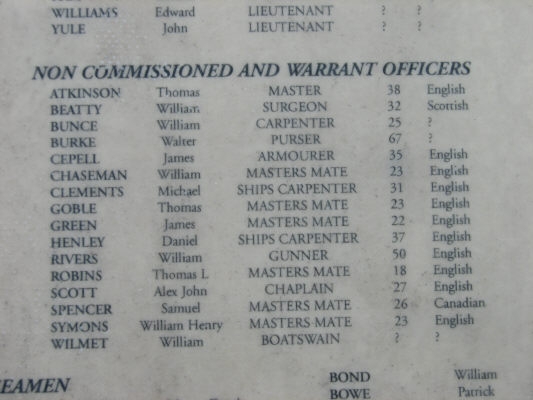 WILLIAMS Edward LIEUTENANT ? ?
YULE John LIEUTENANT ? ?
NON COMMISSIONED AND WARRANT OFFICERS
ATKINSON Thomas MASTER 38 English
BEATTY William SURGEON 32 Scottish
BUNCE William CARPENTER 25 ?
BURKE Walter PURSER 67 ?
CEPELL James ARMOURER 35 English
CHASEMAN William MASTERS MATE 23 English
CLEMENTS Michael SHIPS CARPENTER 31 English
GOBLE Thomas MASTERS MATE 23 English
GREEN James MASTERS MATE 22 English
HENLEY Daniel SHIPS CARPENTER 37 English
RIVERS William GUNNER 50 English
ROBINS Thomas L MASTERS MATE 18 English
SCOTT Alex John CHAPLAIN 27 English
SPENCER Samuel MASTERS MATE 26 Canadian
SYMONS William Henry MASTERS MATE 23 English
WILMET William BOATSWAIN ? ?
EAMEN BOND William
BOWE Patrick